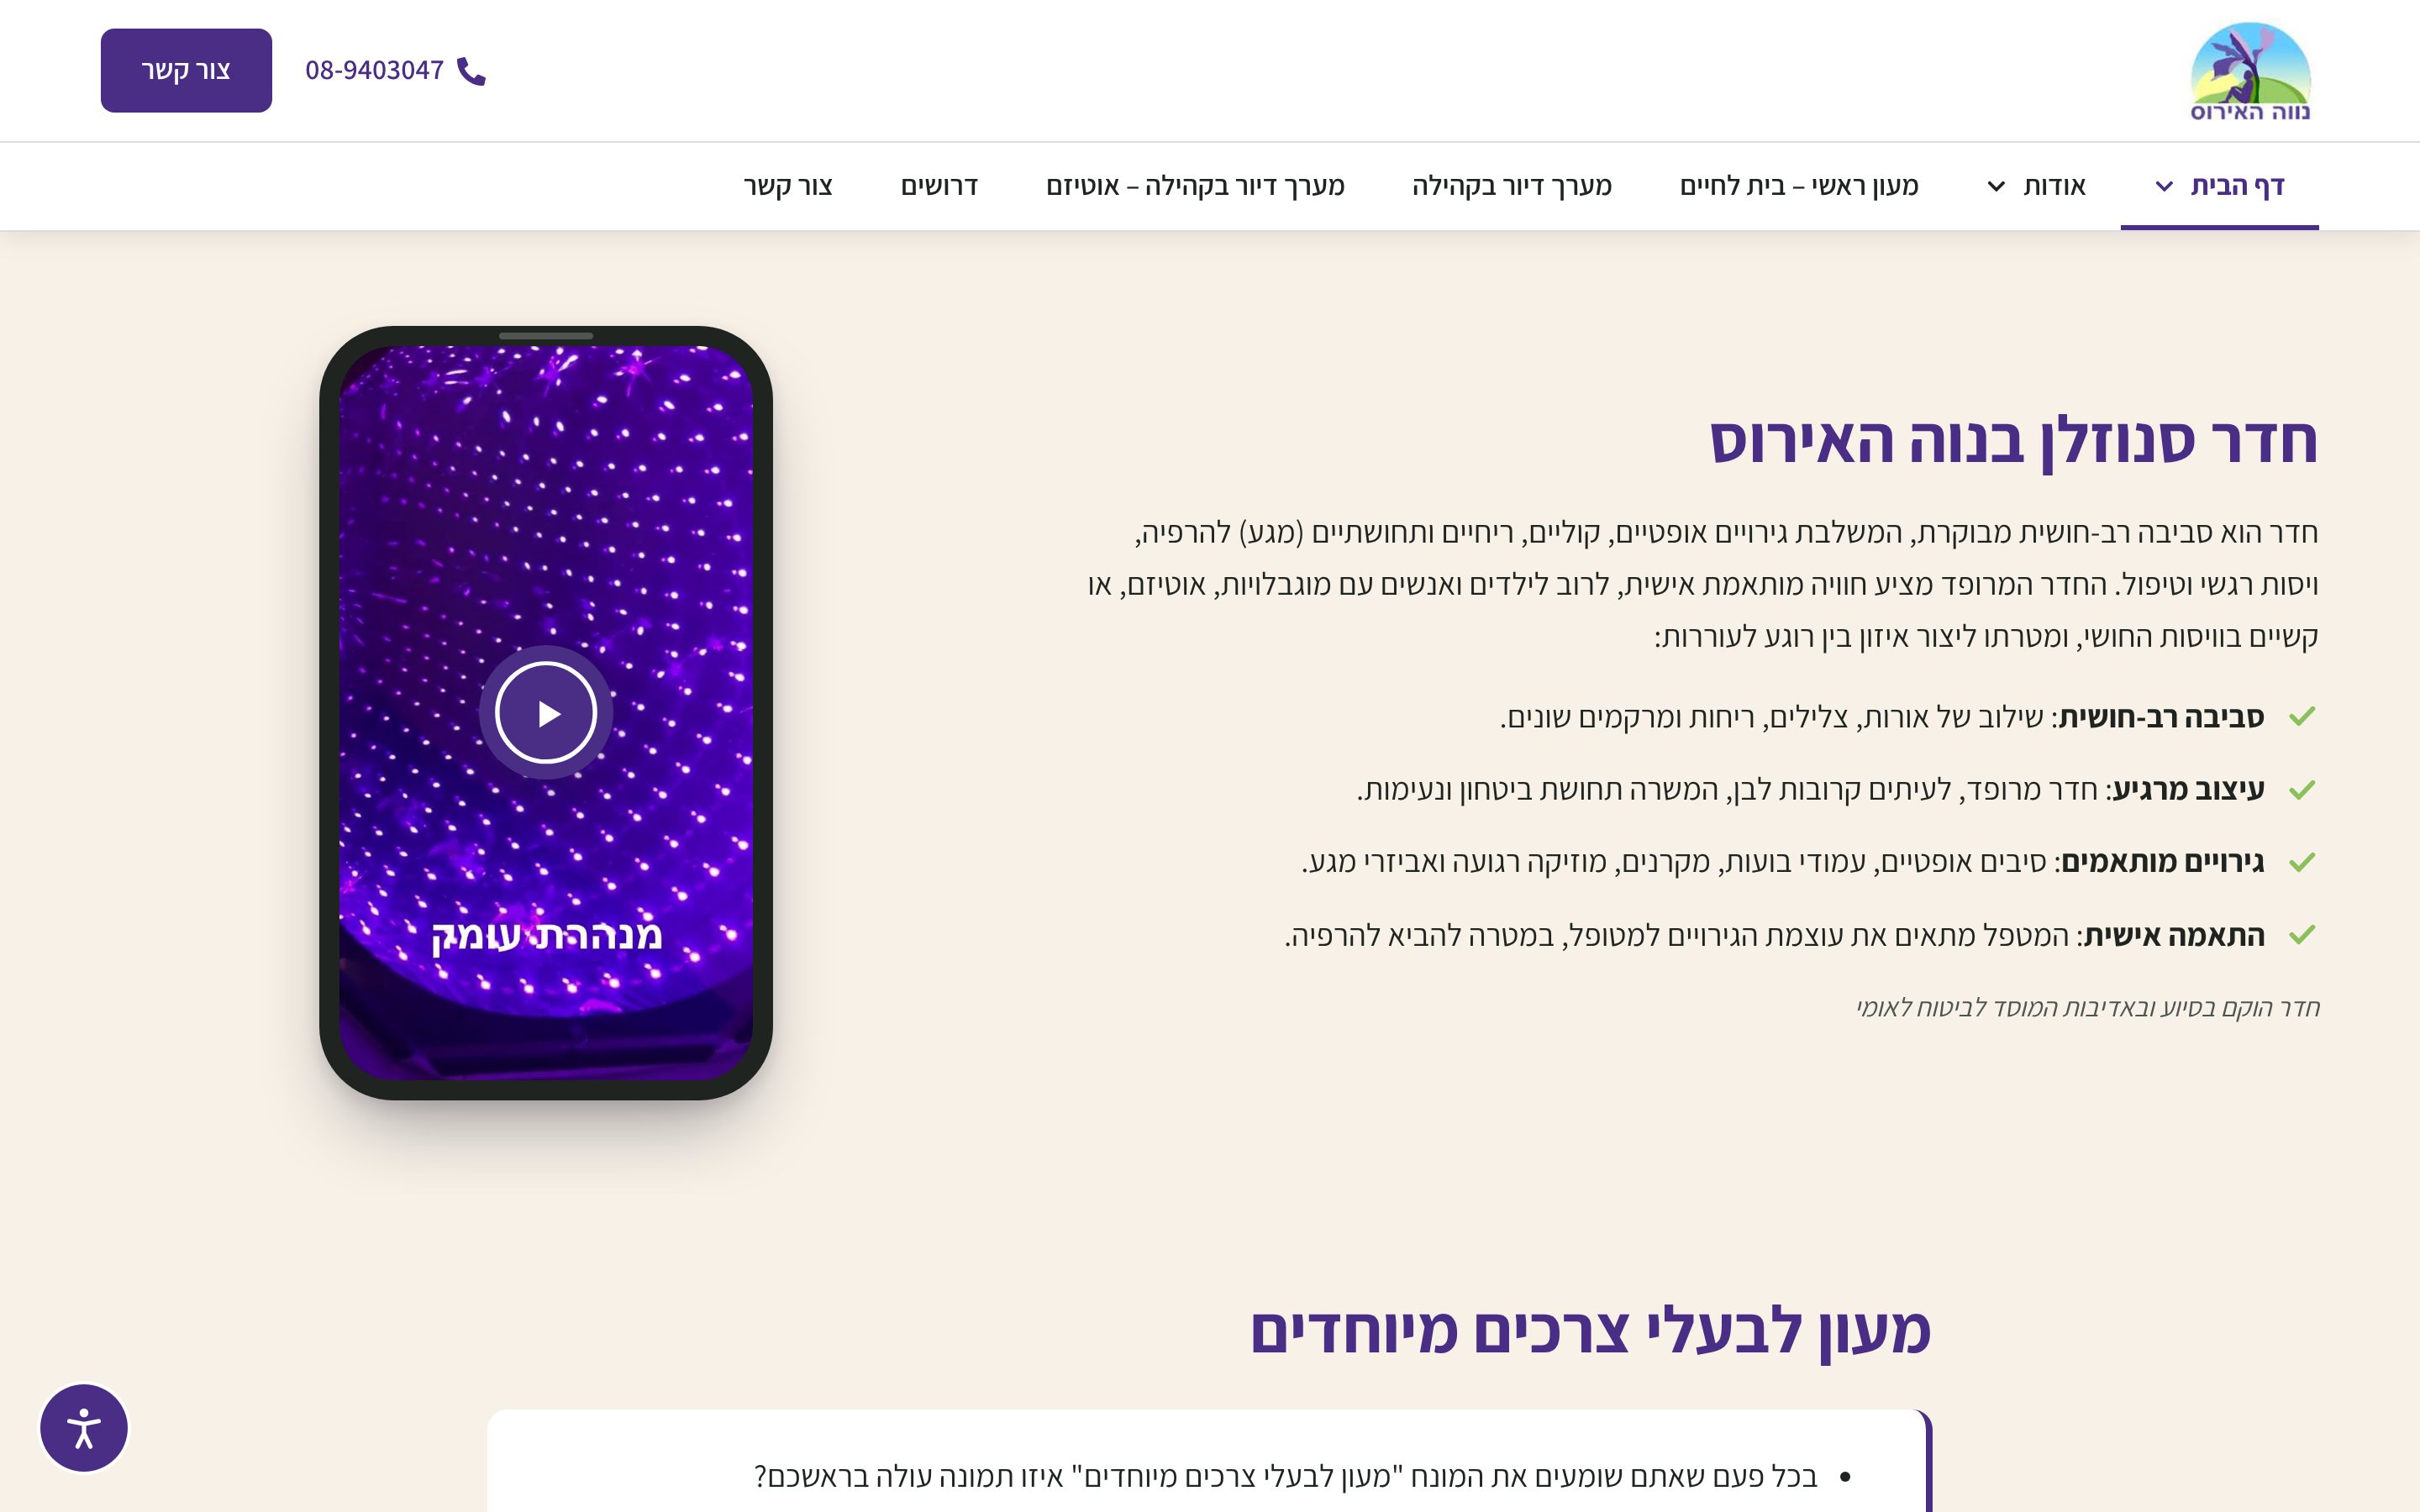 נווה האירוס
08-9403047
צור קשר
דף הבית
אודות
מעון ראשי – בית לחיים
מערך דיור בקהילה
מערך דיור בקהילה – אוטיזם
דרושים
צור קשר
חדר סנוזלן בנוה האירוס
חדר הוא סביבה רב-חושית מבוקרת, המשלבת גירויים אופטיים, קוליים, ריחיים ותחושתיים (מגע) להרפיה,
ויסות רגשי וטיפול. החדר המרופד מציע חוויה מותאמת אישית, לרוב לילדים ואנשים עם מוגבלויות, אוטיזם, או
קשיים בוויסות החושי, ומטרתו ליצור איזון בין רוגע לעוררות:
סביבה רב-חושית: שילוב של אורות, צלילים, ריחות ומרקמים שונים.
עיצוב מרגיע: חדר מרופד, לעיתים קרובות לבן, המשרה תחושת ביטחון ונעימות.
גירויים מותאמים: סיבים אופטיים, עמודי בועות, מקרנים, מוזיקה רגועה ואביזרי מגע.
התאמה אישית: המטפל מתאים את עוצמת הגירויים למטופל, במטרה להביא להרפיה.
חדר הוקם בסיוע ובאדיבות המוסד לביטוח לאומי
מנהרת עומק
מעון לבעלי צרכים מיוחדים
• בכל פעם שאתם שומעים את המונח "מעון לבעלי צרכים מיוחדים" איזו תמונה עולה בראשכם?